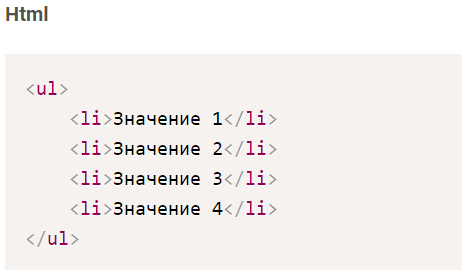 Html
<ul>
<li>Значение 1</li>
<li>Значение 2</li>
<li>Значение 3</li>
<li>Значение 4</li>
</ul>